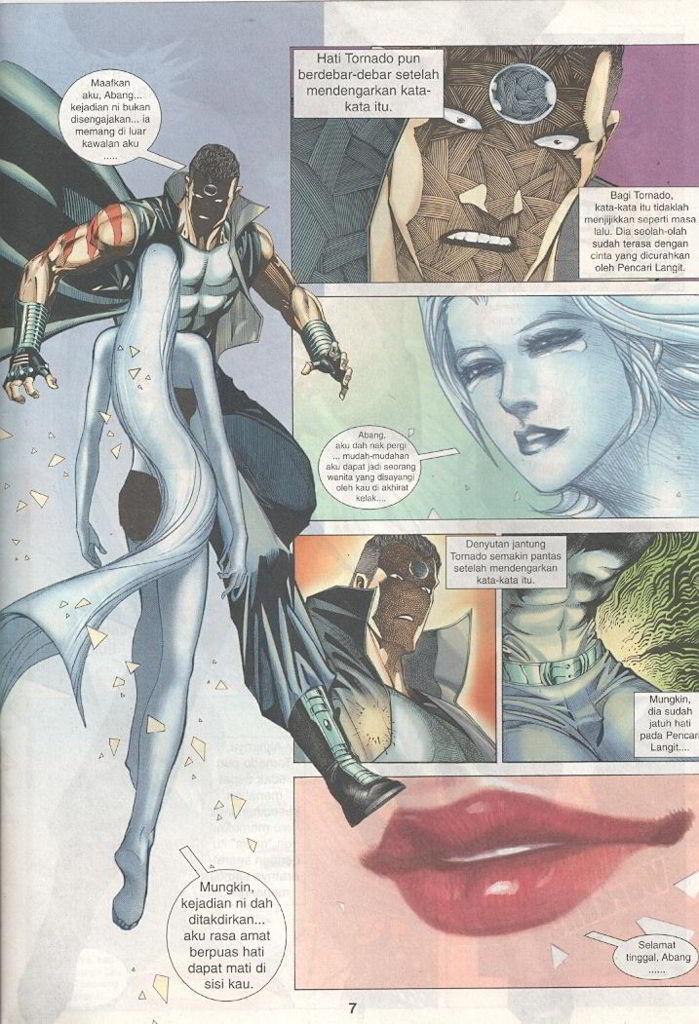 Maafkan
aku, Abang...
kejadian ni bukan
disengajakan... ia
memang di luar
kawalan aku
.....
Hati Tornado pun
berdebar-debar setelah
mendengarkan kata-
kata itu.
Bagi Tornado,
kata-kata itu tidaklah
menjijikkan seperti masa
lalu. Dia seolah-olah
sudah terasa dengan
cinta yang dicurahkan
oleh Pencari Langit.
Abang,
aku dah nak pergi
... mudah-mudahan
aku dapat jadi seorang
wanita yang disayangi
oleh kau di akhirat
kelak....
Denyutan jantung
Tornado semakin pantas
setelah mendengarkan
kata-kata itu.
Mungkin,
dia sudah
jatuh hati
pada Pencari
Langit....
Mungkin,
kejadian ni dah
ditakdirkan...
aku rasa amat
berpuas hati
dapat mati di
sisi kau.
Selamat
tinggal, Abang
......
7